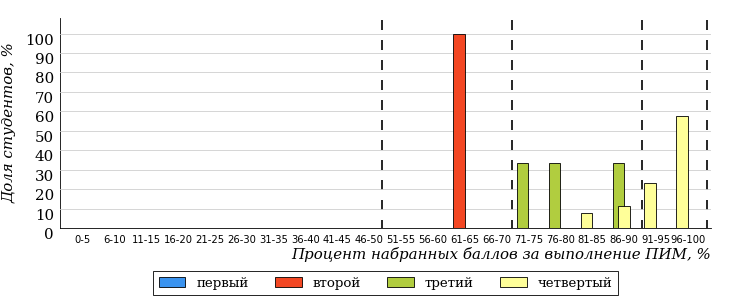 Доля студентов, %
100
90
80
70
60
50
40
30
20
10
0
0-5 6-10 11-15 16-20 21-25 26-30 31-35 36-40 41-45 46-50 51-55 56-60 61-65 66-70 71-75 76-80 81-85 86-90 91-95 96-100
Процент набранных баллов за выполнение ПИМ, %
первый второй третий четвертый